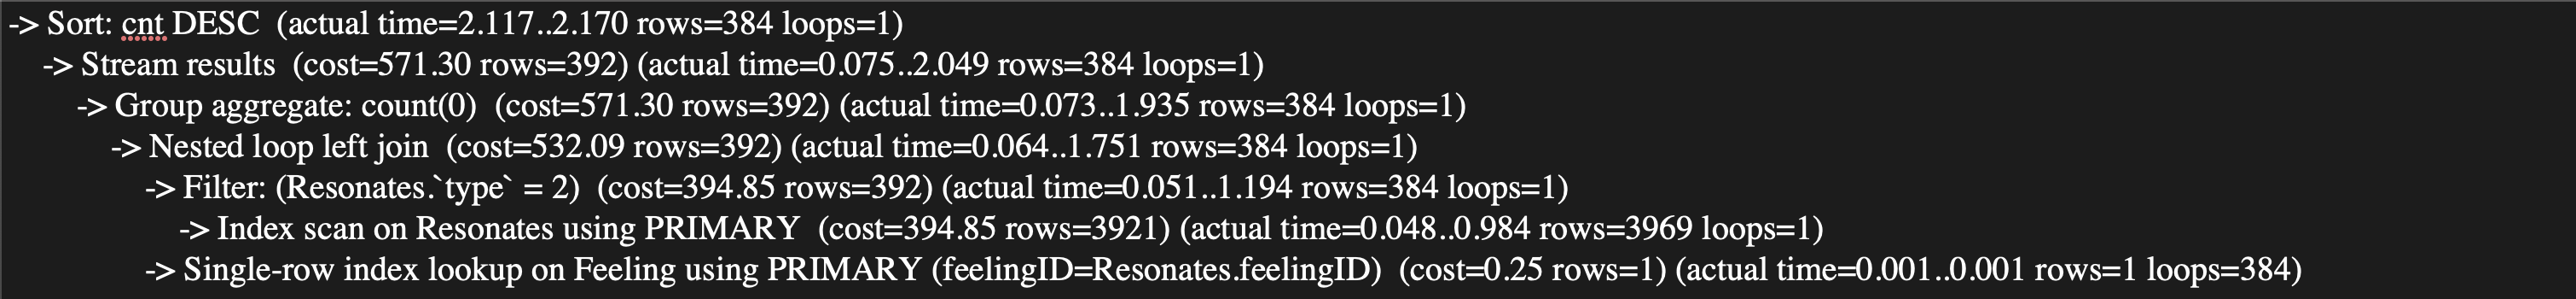 -> Sort: cnt DESC  (actual time=2.117..2.170 rows=384 loops=1)
-> Stream results  (cost=571.30 rows=392) (actual time=0.075..2.049 rows=384 loops=1)
-> Group aggregate: count(0)  (cost=571.30 rows=392) (actual time=0.073..1.935 rows=384 loops=1)
-> Nested loop left join  (cost=532.09 rows=392) (actual time=0.064..1.751 rows=384 loops=1)
-> Filter: (Resonates.`type` = 2)  (cost=394.85 rows=392) (actual time=0.051..1.194 rows=384 loops=1)
-> Index scan on Resonates using PRIMARY  (cost=394.85 rows=3921) (actual time=0.048..0.984 rows=3969 loops=1)
-> Single-row index lookup on Feeling using PRIMARY (feelingID=Resonates.feelingID)  (cost=0.25 rows=1) (actual time=0.001..0.001 rows=1 loops=384)